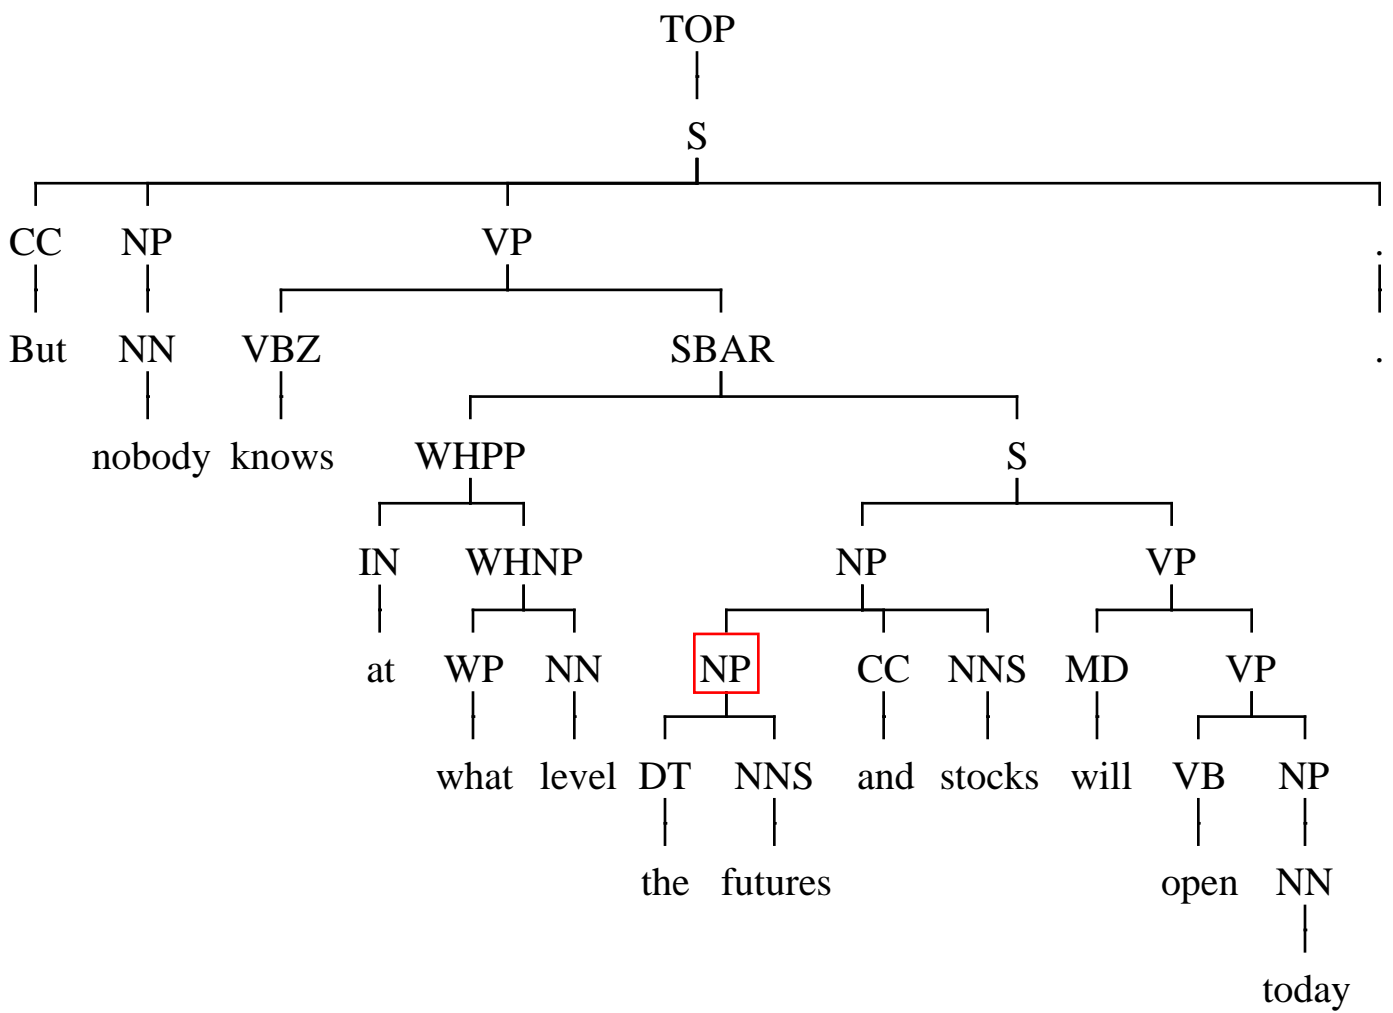 TOP
S
CC NP VP .
But NN VBZ SBAR .
nobody knows WHPP S
IN WHNP NP VP
at WP NN NP CC NNS MD VP
what level DT NNS and stocks will VB NP
the futures open NN
today